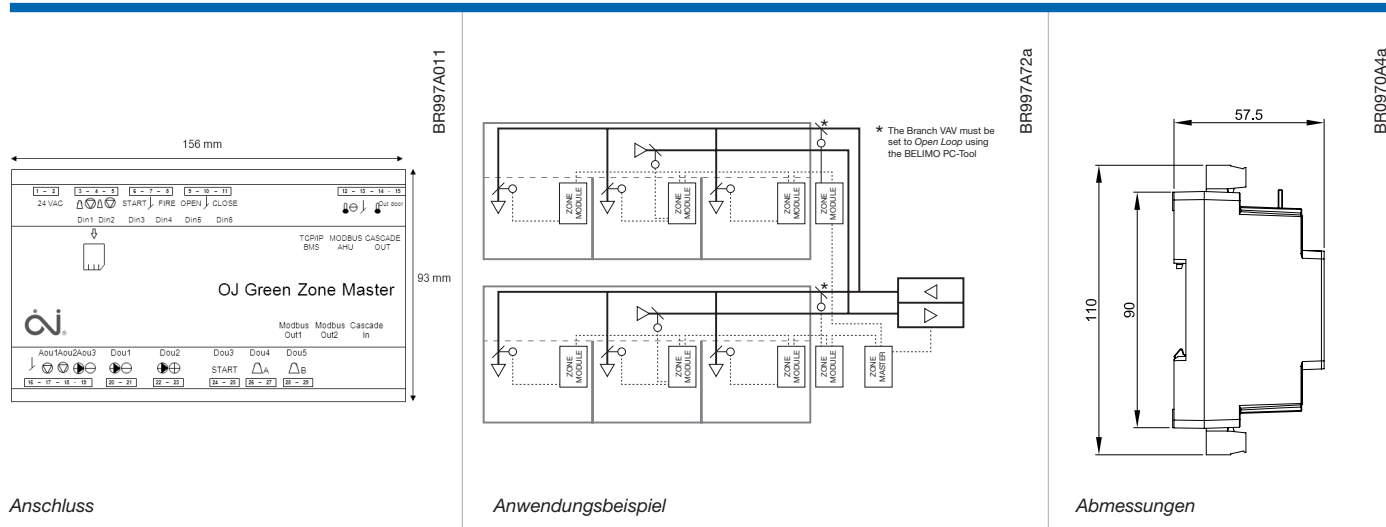 BR997A011
156 mm
1 - 2
3 - 4 - 5
6 - 7 - 8
9 - 10 - 11
12 - 13 - 14 - 15
24 VAC
START
FIRE
OPEN
CLOSE
Out door
Din1 Din2 Din3 Din4 Din5 Din6
TCP/IP BMS
MODBUS AHU
CASCADE OUT
93 mm
OJ Green Zone Master
OJ®
Modbus Out1
Modbus Out2
Cascade In
Aou1 Aou2 Aou3 Dou1 Dou2 Dou3 Dou4 Dou5
START
A
B
16 - 17 - 18 - 19
20 - 21
22 - 23
24 - 25
26 - 27
28 - 29
Anschluss
BR997A72a
* The Branch VAV must be
set to Open Loop using
the BELIMO PC-Tool
*
ZONE MODULE
ZONE MODULE
ZONE MODULE
ZONE MODULE
*
ZONE MODULE
ZONE MODULE
ZONE MODULE
ZONE MODULE
ZONE MASTER
Anwendungsbeispiel
BR0970A4a
57.5
110
90
Abmessungen